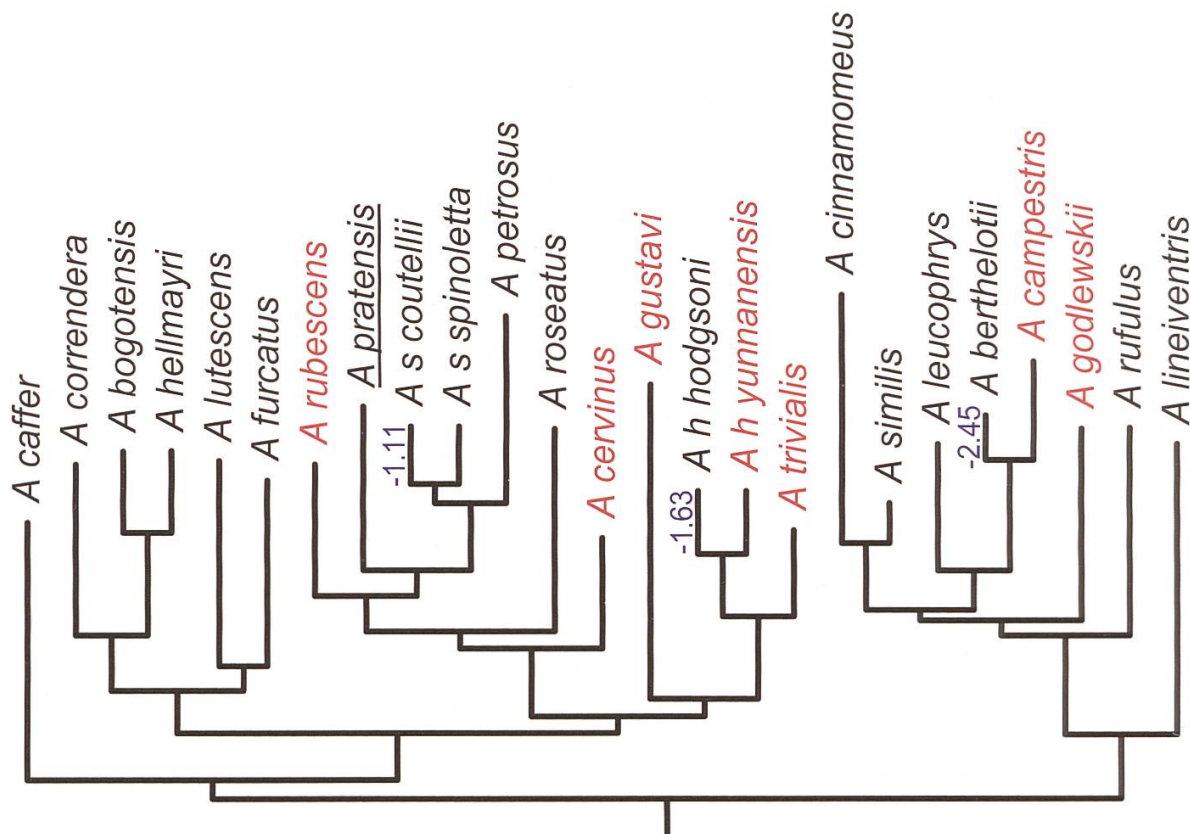 A caffer
A correndera
A bogotensis
A hellmayri
A lutescens
A furcatus
A rubescens
A pratensis
-1.11
A s coutellii
A s spinoletta
A petrosus
A roseatus
A cervinus
A gustavi
-1.63
A h hodgsoni
A h yunnanensis
A trivialis
A cinnamomeus
A similis
A leucophrys
-2.45
A berthelotii
A campestris
A godlewskii
A rufulus
A lineiventris